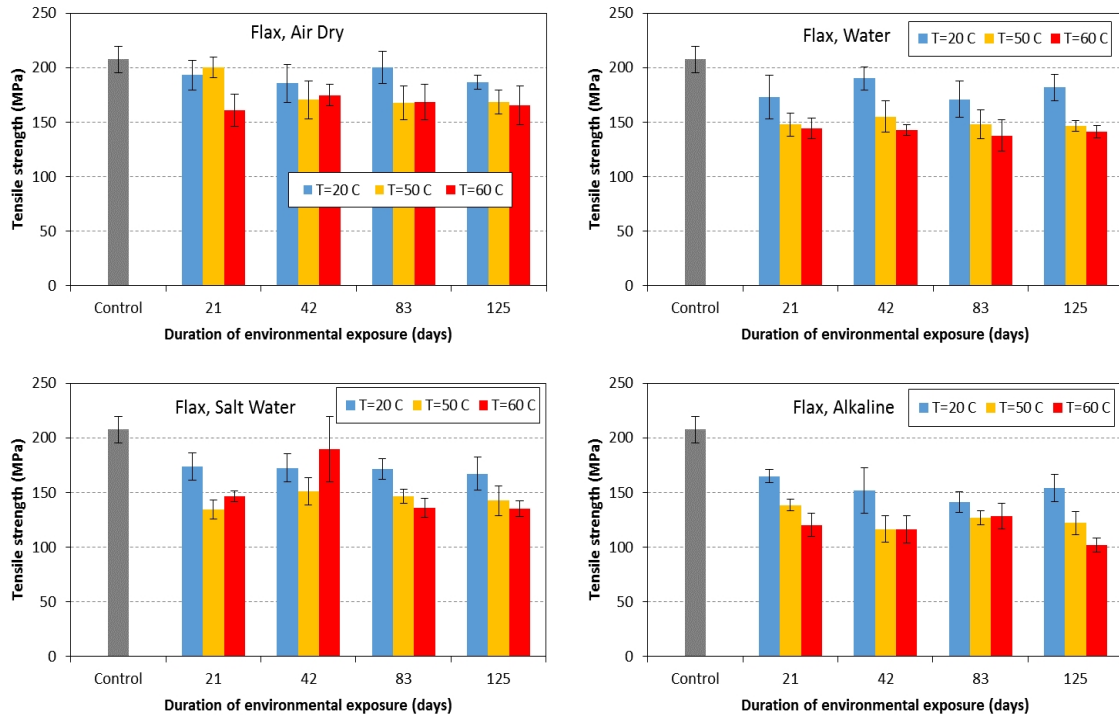 Flax, Air Dry
Tensile strength (MPa)
250
200
150
100
50
0
T=20 C T=50 C T=60 C
Control 21 42 83 125
Duration of environmental exposure (days)
Flax, Water
T=20 C T=50 C T=60 C
Tensile strength (MPa)
250
200
150
100
50
0
Control 21 42 83 125
Duration of environmental exposure (days)
Flax, Salt Water
T=20 C T=50 C T=60 C
Tensile strength (MPa)
250
200
150
100
50
0
Control 21 42 83 125
Duration of environmental exposure (days)
Flax, Alkaline
T=20 C T=50 C T=60 C
Tensile strength (MPa)
250
200
150
100
50
0
Control 21 42 83 125
Duration of environmental exposure (days)